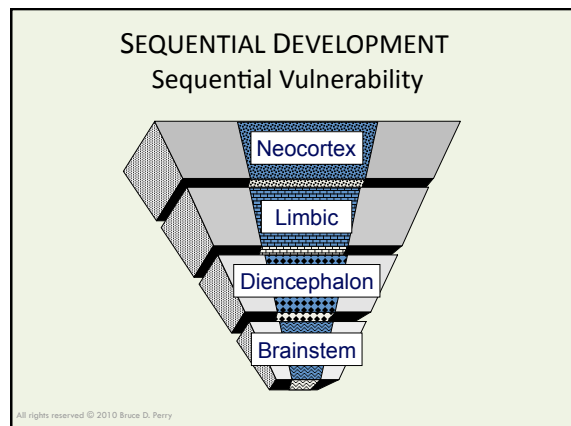 SEQUENTIAL DEVELOPMENT
Sequential Vulnerability
Neocortex
Limbic
Diencephalon
Brainstem
All rights reserved © 2010 Bruce D. Perry